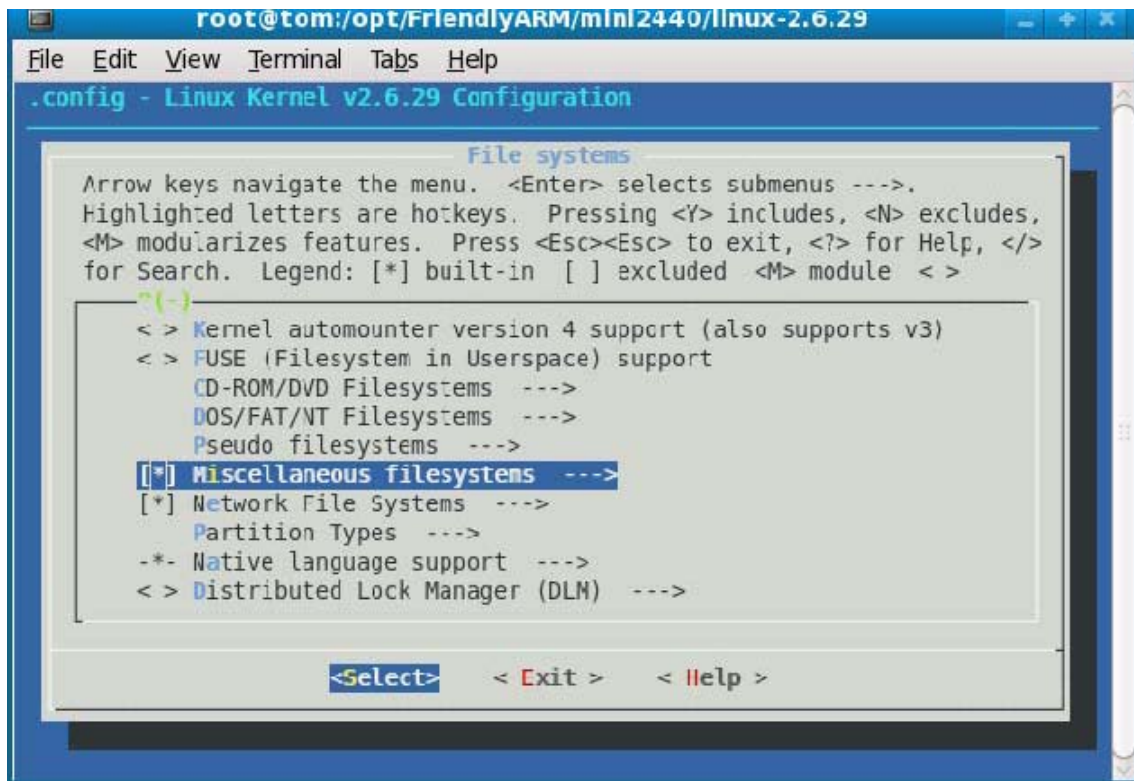 root@tom:/opt/FriendlyARM/mini2440/linux-2.6.29
File Edit View Terminal Tabs Help
.config - Linux Kernel v2.6.29 Configuration
File systems
Arrow keys navigate the menu. <Enter> selects submenus --->.
Highlighted letters are hotkeys. Pressing <Y> includes, <N> excludes,
<M> modularizes features. Press <Esc><Esc> to exit, <?> for Help, </>
for Search. Legend: [*] built-in [ ] excluded <M> module < >
^(-)
< > Kernel automounter version 4 support (also supports v3)
< > FUSE (Filesystem in Userspace) support
CD-ROM/DVD Filesystems --->
DOS/FAT/NT Filesystems --->
Pseudo filesystems --->
[*] Miscellaneous filesystems --->
[*] Network File Systems --->
Partition Types --->
-*- Native language support --->
< > Distributed Lock Manager (DLM) --->
<Select> < Exit > < Help >